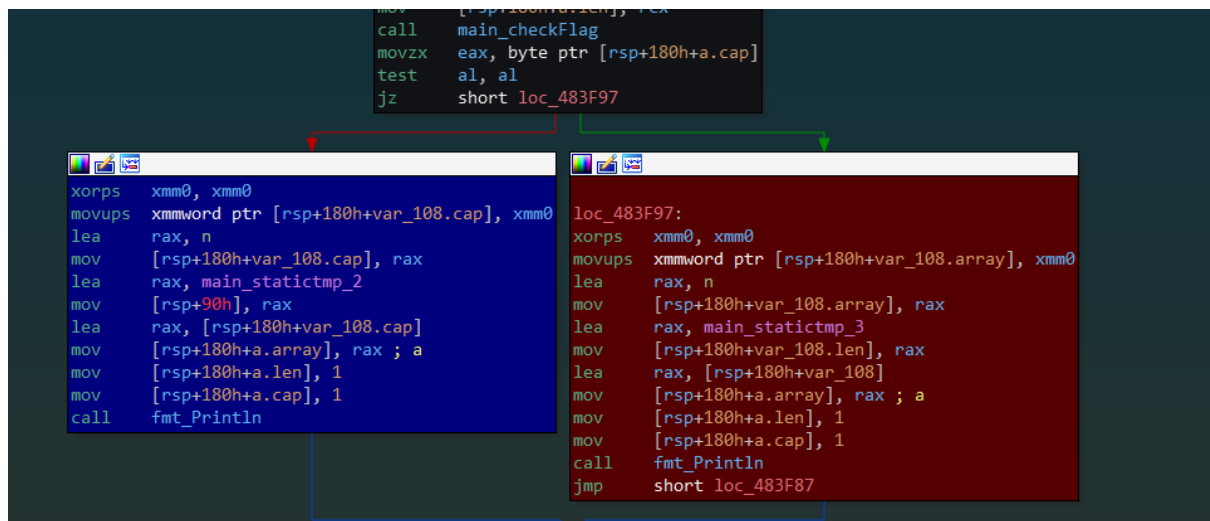 mov     [rsp+180h+a.len], rcx
call    main_checkFlag
movzx   eax, byte ptr [rsp+180h+a.cap]
test    al, al
jz      short loc_483F97
xorps   xmm0, xmm0
movups  xmmword ptr [rsp+180h+var_108.cap], xmm0
lea     rax, n
mov     [rsp+180h+var_108.cap], rax
lea     rax, main_statictmp_2
mov     [rsp+90h], rax
lea     rax, [rsp+180h+var_108.cap]
mov     [rsp+180h+a.array], rax ; a
mov     [rsp+180h+a.len], 1
mov     [rsp+180h+a.cap], 1
call    fmt_Println
loc_483F97:
xorps   xmm0, xmm0
movups  xmmword ptr [rsp+180h+var_108.array], xmm0
lea     rax, n
mov     [rsp+180h+var_108.array], rax
lea     rax, main_statictmp_3
mov     [rsp+180h+var_108.len], rax
lea     rax, [rsp+180h+var_108]
mov     [rsp+180h+a.array], rax ; a
mov     [rsp+180h+a.len], 1
mov     [rsp+180h+a.cap], 1
call    fmt_Println
jmp     short loc_483F87